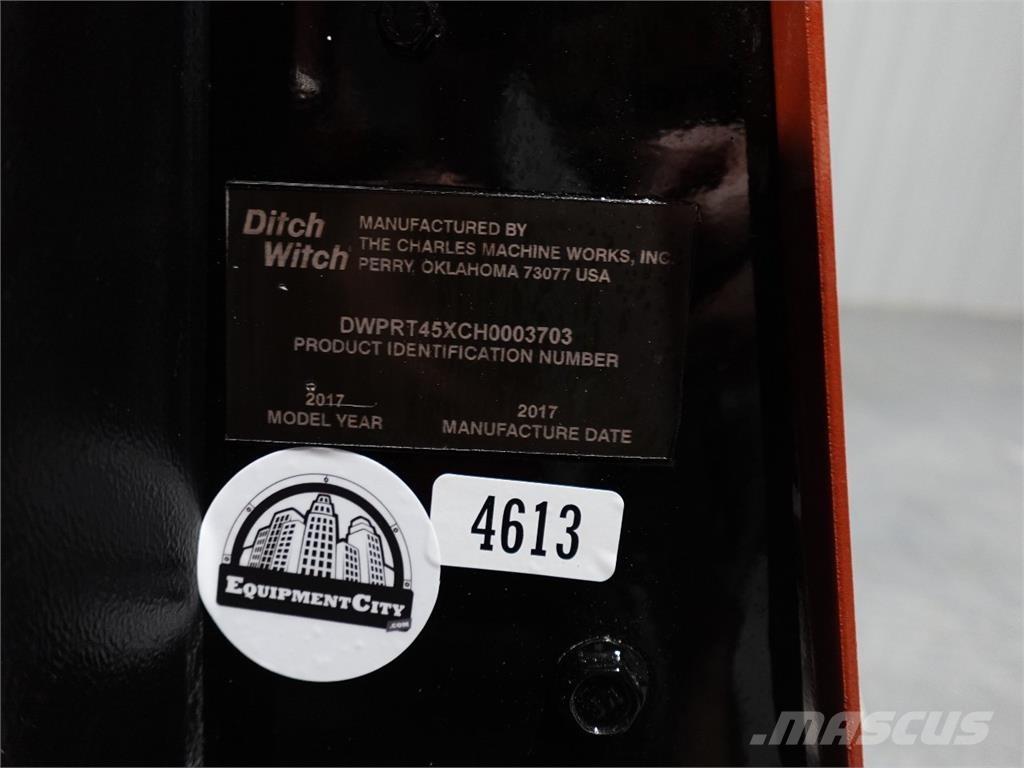 Ditch Witch
MANUFACTURED BY
THE CHARLES MACHINE WORKS, INC.
PERRY, OKLAHOMA 73077 USA
DWPRT45XCH0003703
PRODUCT IDENTIFICATION NUMBER
2017
MODEL YEAR
2017
MANUFACTURE DATE
EQUIPMENTCITY
.com
4613
MASCUS